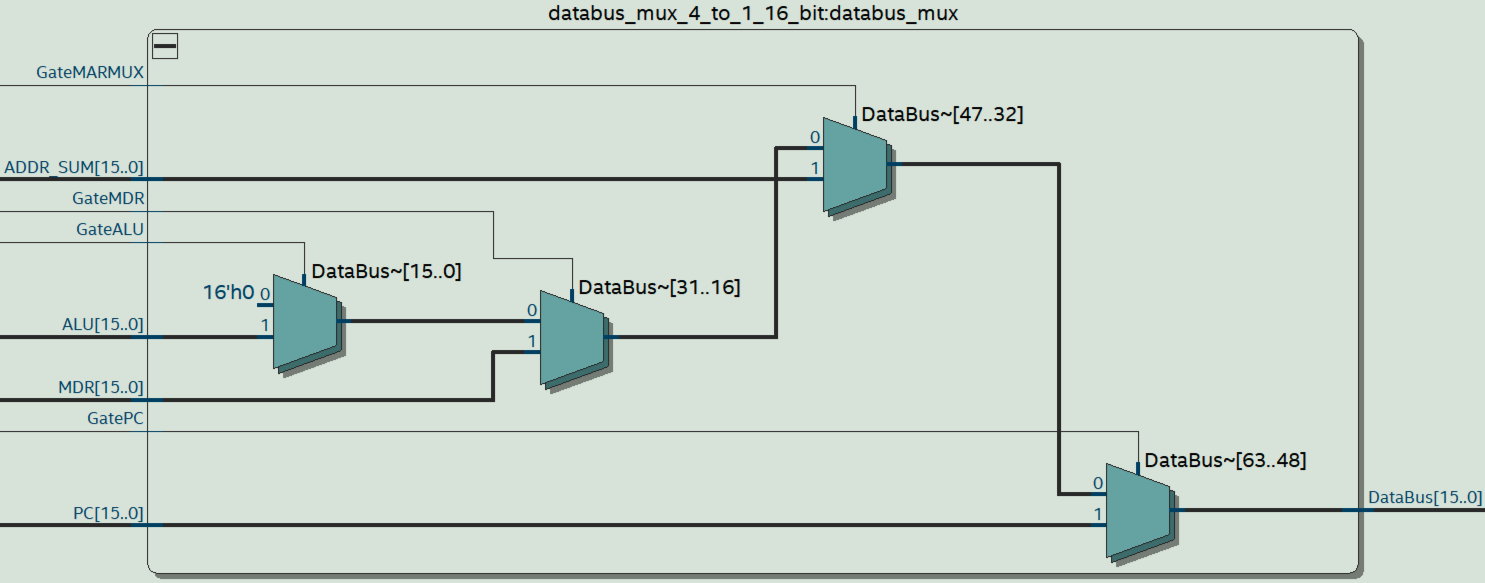 databus_mux_4_to_1_16_bit:databus_mux
GateMARMUX
DataBus~[47..32]
0
ADDR_SUM[15..0]
1
GateMDR
GateALU
DataBus~[15..0]
DataBus~[31..16]
16'h0 0
0
ALU[15..0]
1
1
MDR[15..0]
GatePC
DataBus~[63..48]
0
DataBus[15..0]
PC[15..0]
1